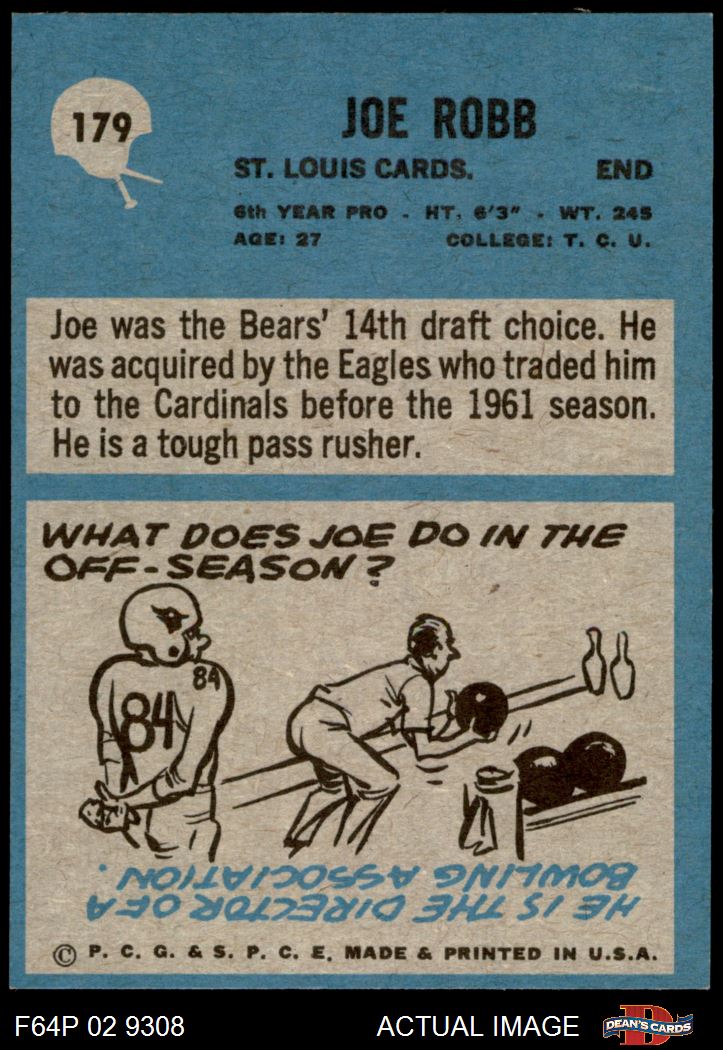 179
JOE ROBB
ST. LOUIS CARDS. END
6th YEAR PRO - HT. 6'3" - WT. 245
AGE: 27 COLLEGE: T. C. U.
Joe was the Bears' 14th draft choice. He
was acquired by the Eagles who traded him
to the Cardinals before the 1961 season.
He is a tough pass rusher.
WHAT DOES JOE DO IN THE
OFF-SEASON?
84
84
HE IS THE DIRECTOR OF A
BOWLING ASSOCIATION.
© P. C. G. & S. P. C. E. MADE & PRINTED IN U.S.A.
F64P 02 9308 ACTUAL IMAGE
DEAN'S CARDS